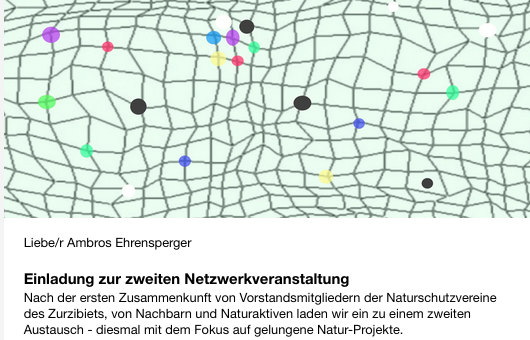 Liebe/r Ambros Ehrensperger
Einladung zur zweiten Netzwerkveranstaltung
Nach der ersten Zusammenkunft von Vorstandsmitgliedern der Naturschutzvereine
des Zurzibiets, von Nachbarn und Naturaktiven laden wir ein zu einem zweiten
Austausch - diesmal mit dem Fokus auf gelungene Natur-Projekte.